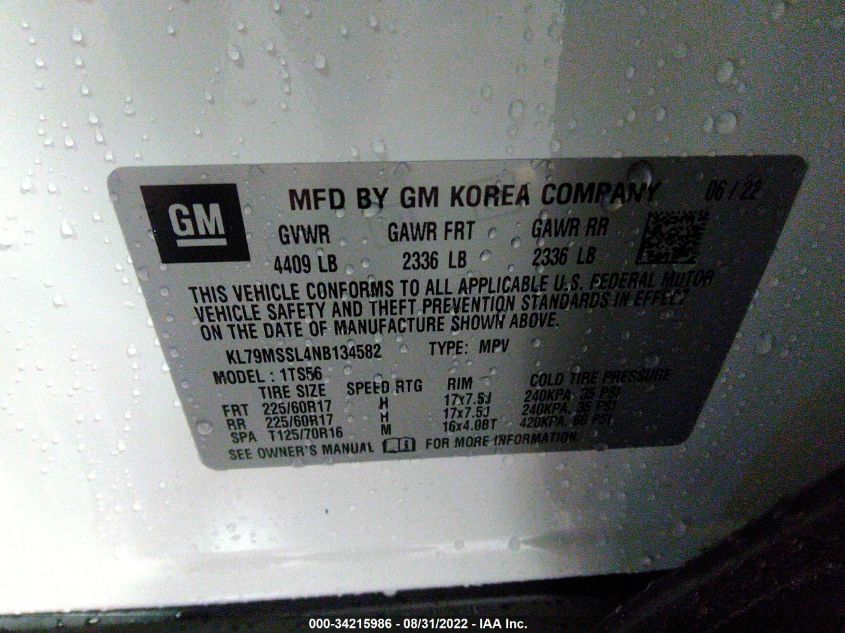 GM
MFD BY GM KOREA COMPANY 06/22
GVWR GAWR FRT GAWR RR
4409 LB 2336 LB 2336 LB
THIS VEHICLE CONFORMS TO ALL APPLICABLE U.S. FEDERAL MOTOR
VEHICLE SAFETY AND THEFT PREVENTION STANDARDS IN EFFECT
ON THE DATE OF MANUFACTURE SHOWN ABOVE.
KL79MSSL4NB134582 TYPE: MPV
MODEL: 1TS56
TIRE SIZE SPEED RTG RIM COLD TIRE PRESSURE
FRT 225/60R17 H 17x7.5J 240KPA, 35 PSI
RR 225/60R17 H 17x7.5J 240KPA, 35 PSI
SPA T125/70R16 M 16x4.0BT 420KPA, 60 PSI
SEE OWNER'S MANUAL FOR MORE INFORMATION.
000-34215986 - 08/31/2022 - IAA Inc.